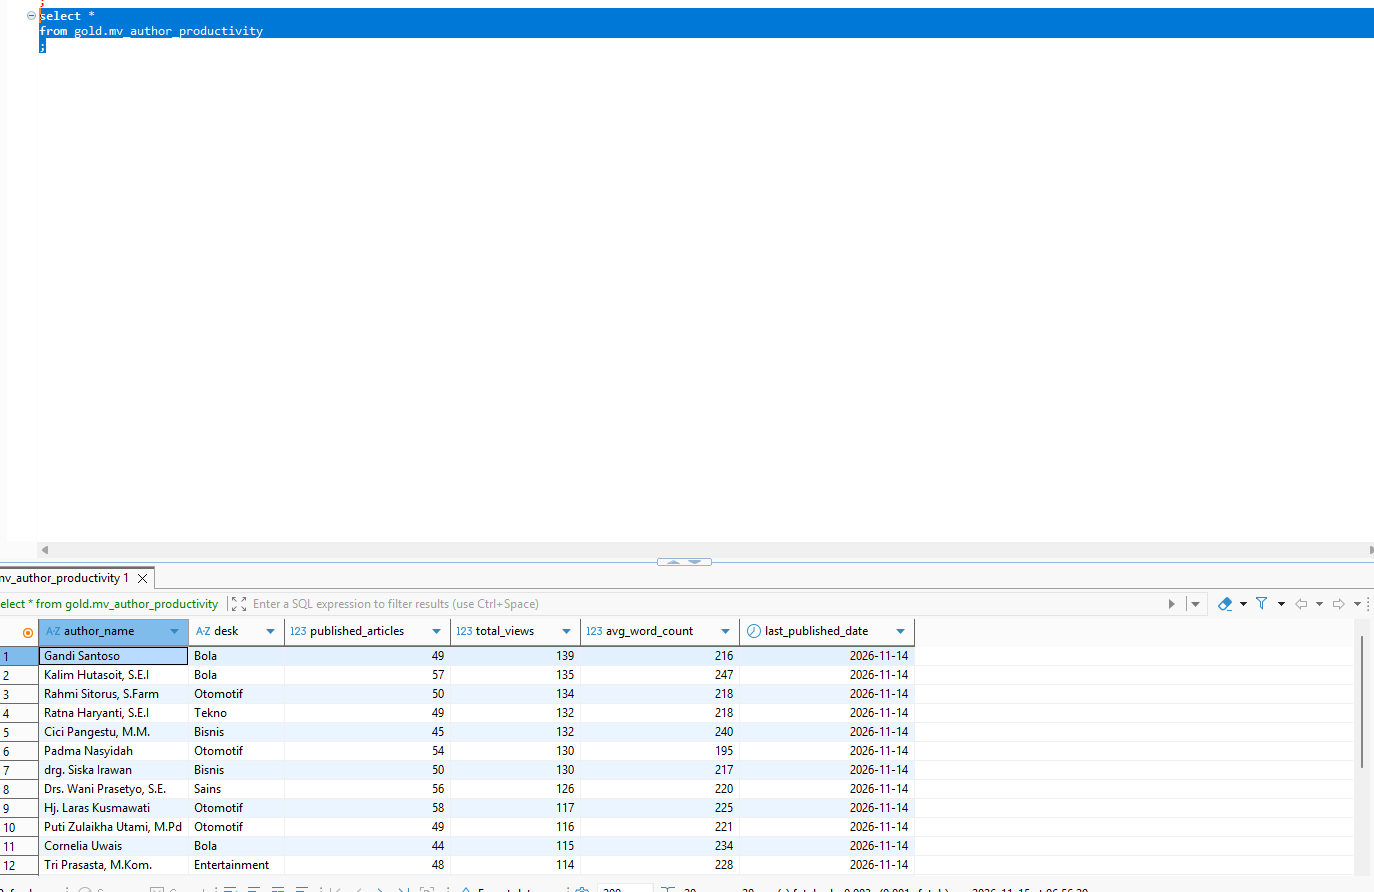 ;
select *
from gold.mv_author_productivity
;
mv_author_productivity 1
elect * from gold.mv_author_productivity Enter a SQL expression to filter results (use Ctrl+Space)
A-Z author_name A-Z desk 123 published_articles 123 total_views 123 avg_word_count last_published_date
1 Gandi Santoso Bola 49 139 216 2026-11-14
2 Kalim Hutasoit, S.E.I Bola 57 135 247 2026-11-14
3 Rahmi Sitorus, S.Farm Otomotif 50 134 218 2026-11-14
4 Ratna Haryanti, S.E.I Tekno 49 132 218 2026-11-14
5 Cici Pangestu, M.M. Bisnis 45 132 240 2026-11-14
6 Padma Nasyidah Otomotif 54 130 195 2026-11-14
7 drg. Siska Irawan Bisnis 50 130 217 2026-11-14
8 Drs. Wani Prasetyo, S.E. Sains 56 126 220 2026-11-14
9 Hj. Laras Kusmawati Otomotif 58 117 225 2026-11-14
10 Puti Zulaikha Utami, M.Pd Otomotif 49 116 221 2026-11-14
11 Cornelia Uwais Bola 44 115 234 2026-11-14
12 Tri Prasasta, M.Kom. Entertainment 48 114 228 2026-11-14